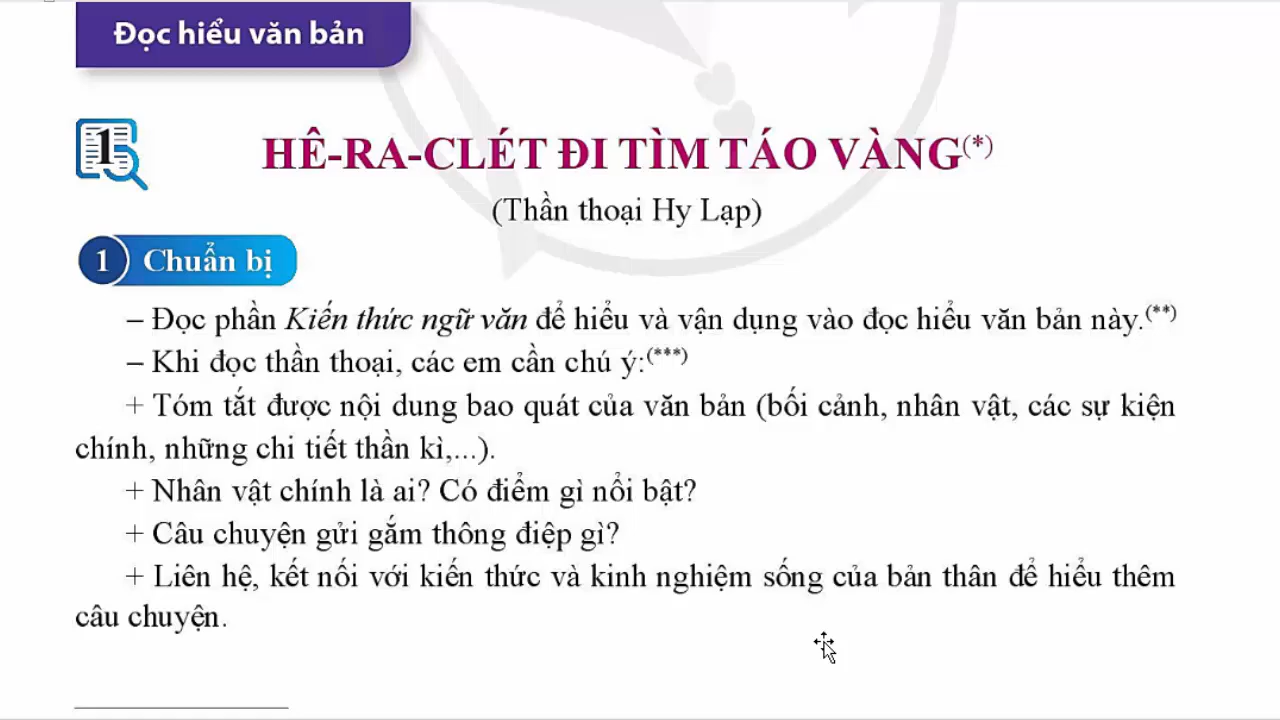 Đọc hiểu văn bản
1
HÊ-RA-CLÉT ĐI TÌM TÁO VÀNG(*)
(Thần thoại Hy Lạp)
1 Chuẩn bị
– Đọc phần Kiến thức ngữ văn để hiểu và vận dụng vào đọc hiểu văn bản này.(**)
– Khi đọc thần thoại, các em cần chú ý:(***)
+ Tóm tắt được nội dung bao quát của văn bản (bối cảnh, nhân vật, các sự kiện
chính, những chi tiết thần kì,...).
+ Nhân vật chính là ai? Có điểm gì nổi bật?
+ Câu chuyện gửi gắm thông điệp gì?
+ Liên hệ, kết nối với kiến thức và kinh nghiệm sống của bản thân để hiểu thêm
câu chuyện.